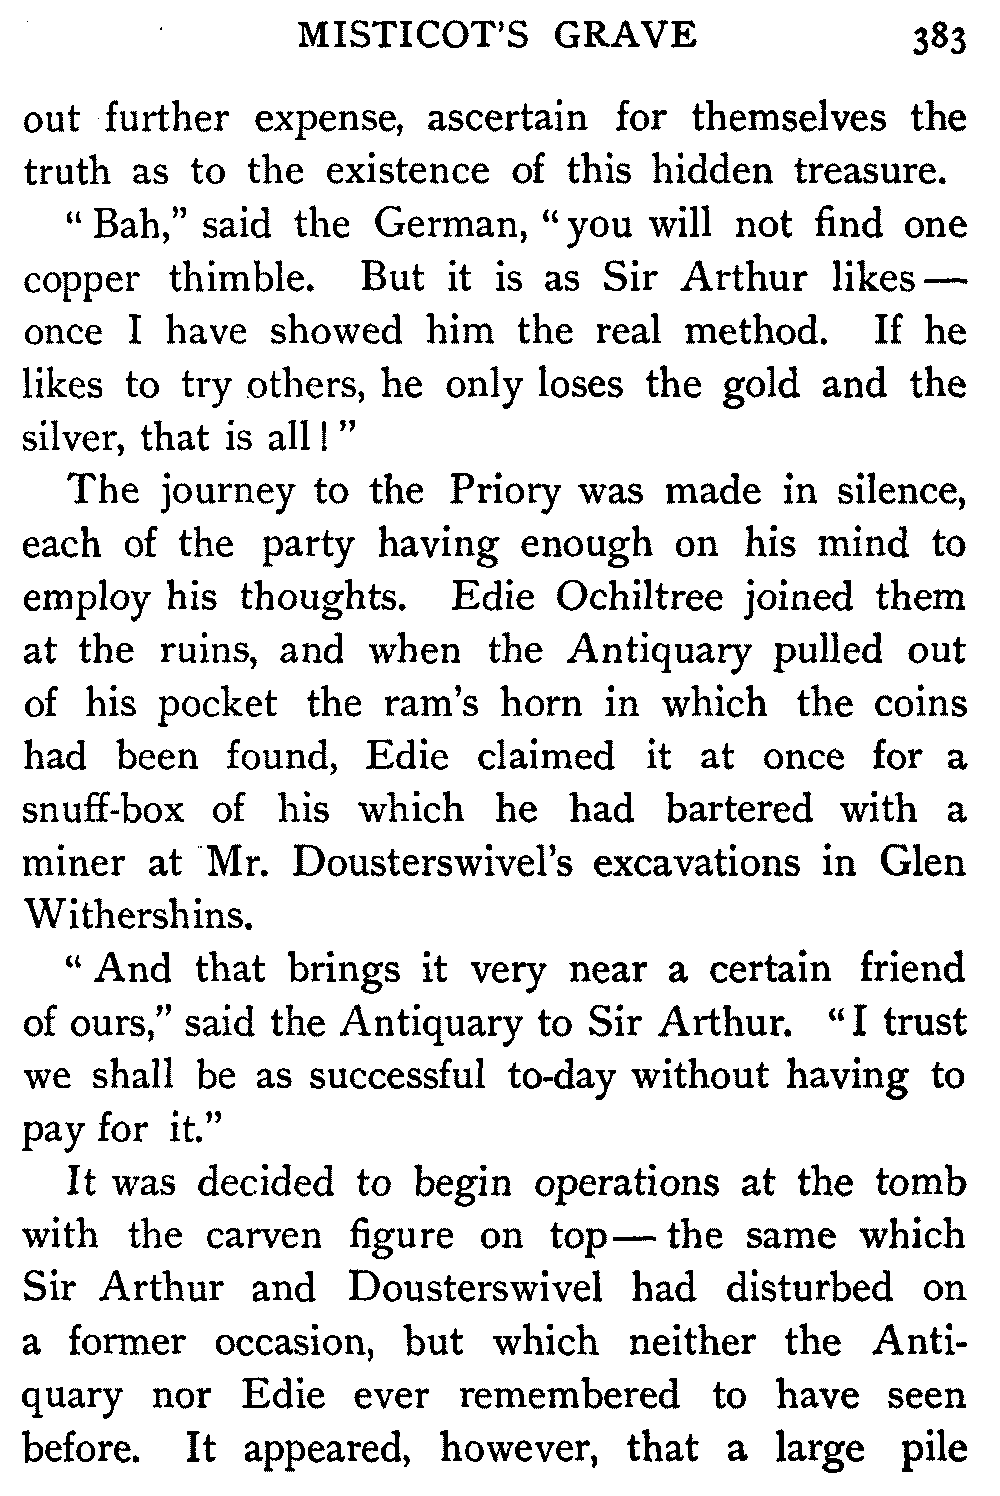 MISTICOT'S GRAVE 383
out further expense, ascertain for themselves the
truth as to the existence of this hidden treasure.
"Bah," said the German, "you will not find one
copper thimble. But it is as Sir Arthur likes—
once I have showed him the real method. If he
likes to try others, he only loses the gold and the
silver, that is all!"
The journey to the Priory was made in silence,
each of the party having enough on his mind to
employ his thoughts. Edie Ochiltree joined them
at the ruins, and when the Antiquary pulled out
of his pocket the ram's horn in which the coins
had been found, Edie claimed it at once for a
snuff-box of his which he had bartered with a
miner at Mr. Dousterswivel's excavations in Glen
Withershins.
"And that brings it very near a certain friend
of ours," said the Antiquary to Sir Arthur. "I trust
we shall be as successful to-day without having to
pay for it."
It was decided to begin operations at the tomb
with the carven figure on top—the same which
Sir Arthur and Dousterswivel had disturbed on
a former occasion, but which neither the Anti-
quary nor Edie ever remembered to have seen
before. It appeared, however, that a large pile